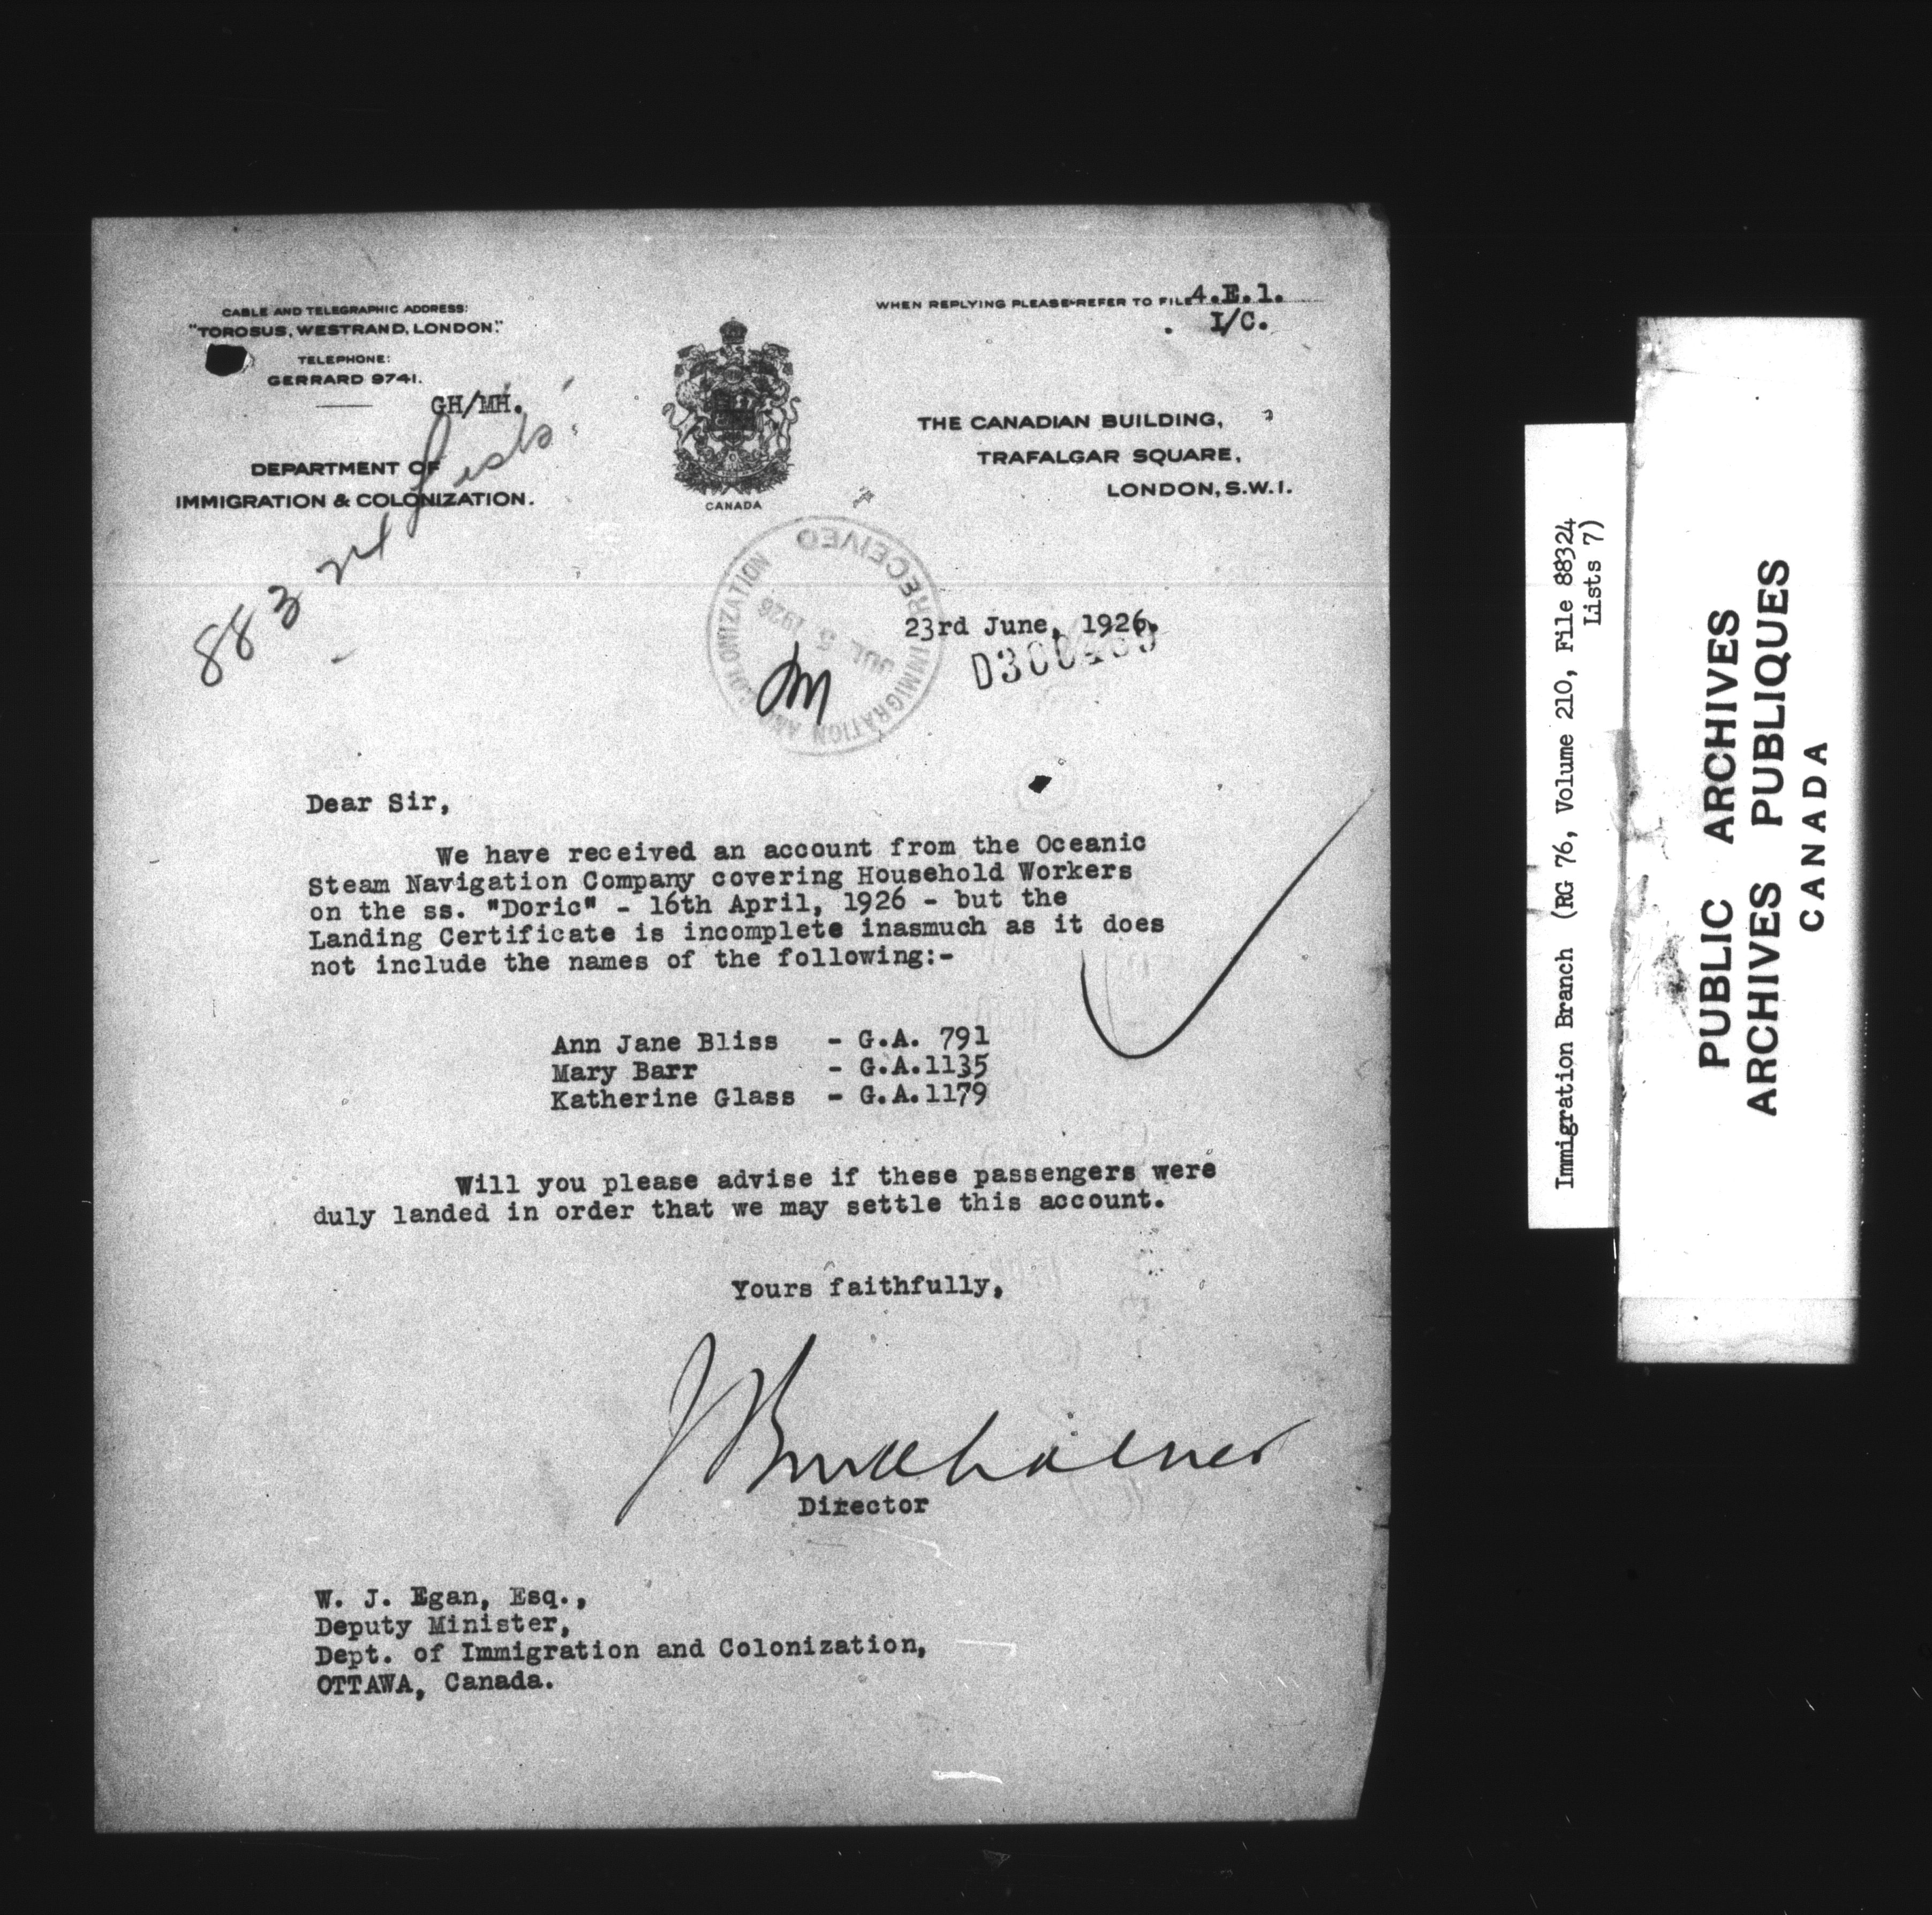 CABLE AND TELEGRAPHIC ADDRESS:
"TOROSUS, WESTRAND, LONDON."
TELEPHONE:
GERRARD 9741.
GH/MH.
DEPARTMENT OF
IMMIGRATION & COLONIZATION.
883 24 Lists
CANADA
WHEN REPLYING PLEASE REFER TO FILE 4.E.1.
I/C.
THE CANADIAN BUILDING,
TRAFALGAR SQUARE,
LONDON, S.W.1.
RECEIVED
JUL 5 1926
IMMIGRATION AND COLONIZATION
23rd June, 1926.
Dear Sir,
We have received an account from the Oceanic
Steam Navigation Company covering Household Workers
on the ss. "Doric" - 16th April, 1926 - but the
Landing Certificate is incomplete inasmuch as it does
not include the names of the following:-
Ann Jane Bliss - G.A. 791
Mary Barr - G.A.1135
Katherine Glass - G.A.1179
Will you please advise if these passengers were
duly landed in order that we may settle this account.
Yours faithfully,
Director
W. J. Egan, Esq.,
Deputy Minister,
Dept. of Immigration and Colonization,
OTTAWA, Canada.
Immigration Branch (RG 76, Volume 210, File 88324
Lists 7)
PUBLIC ARCHIVES
ARCHIVES PUBLIQUES
CANADA